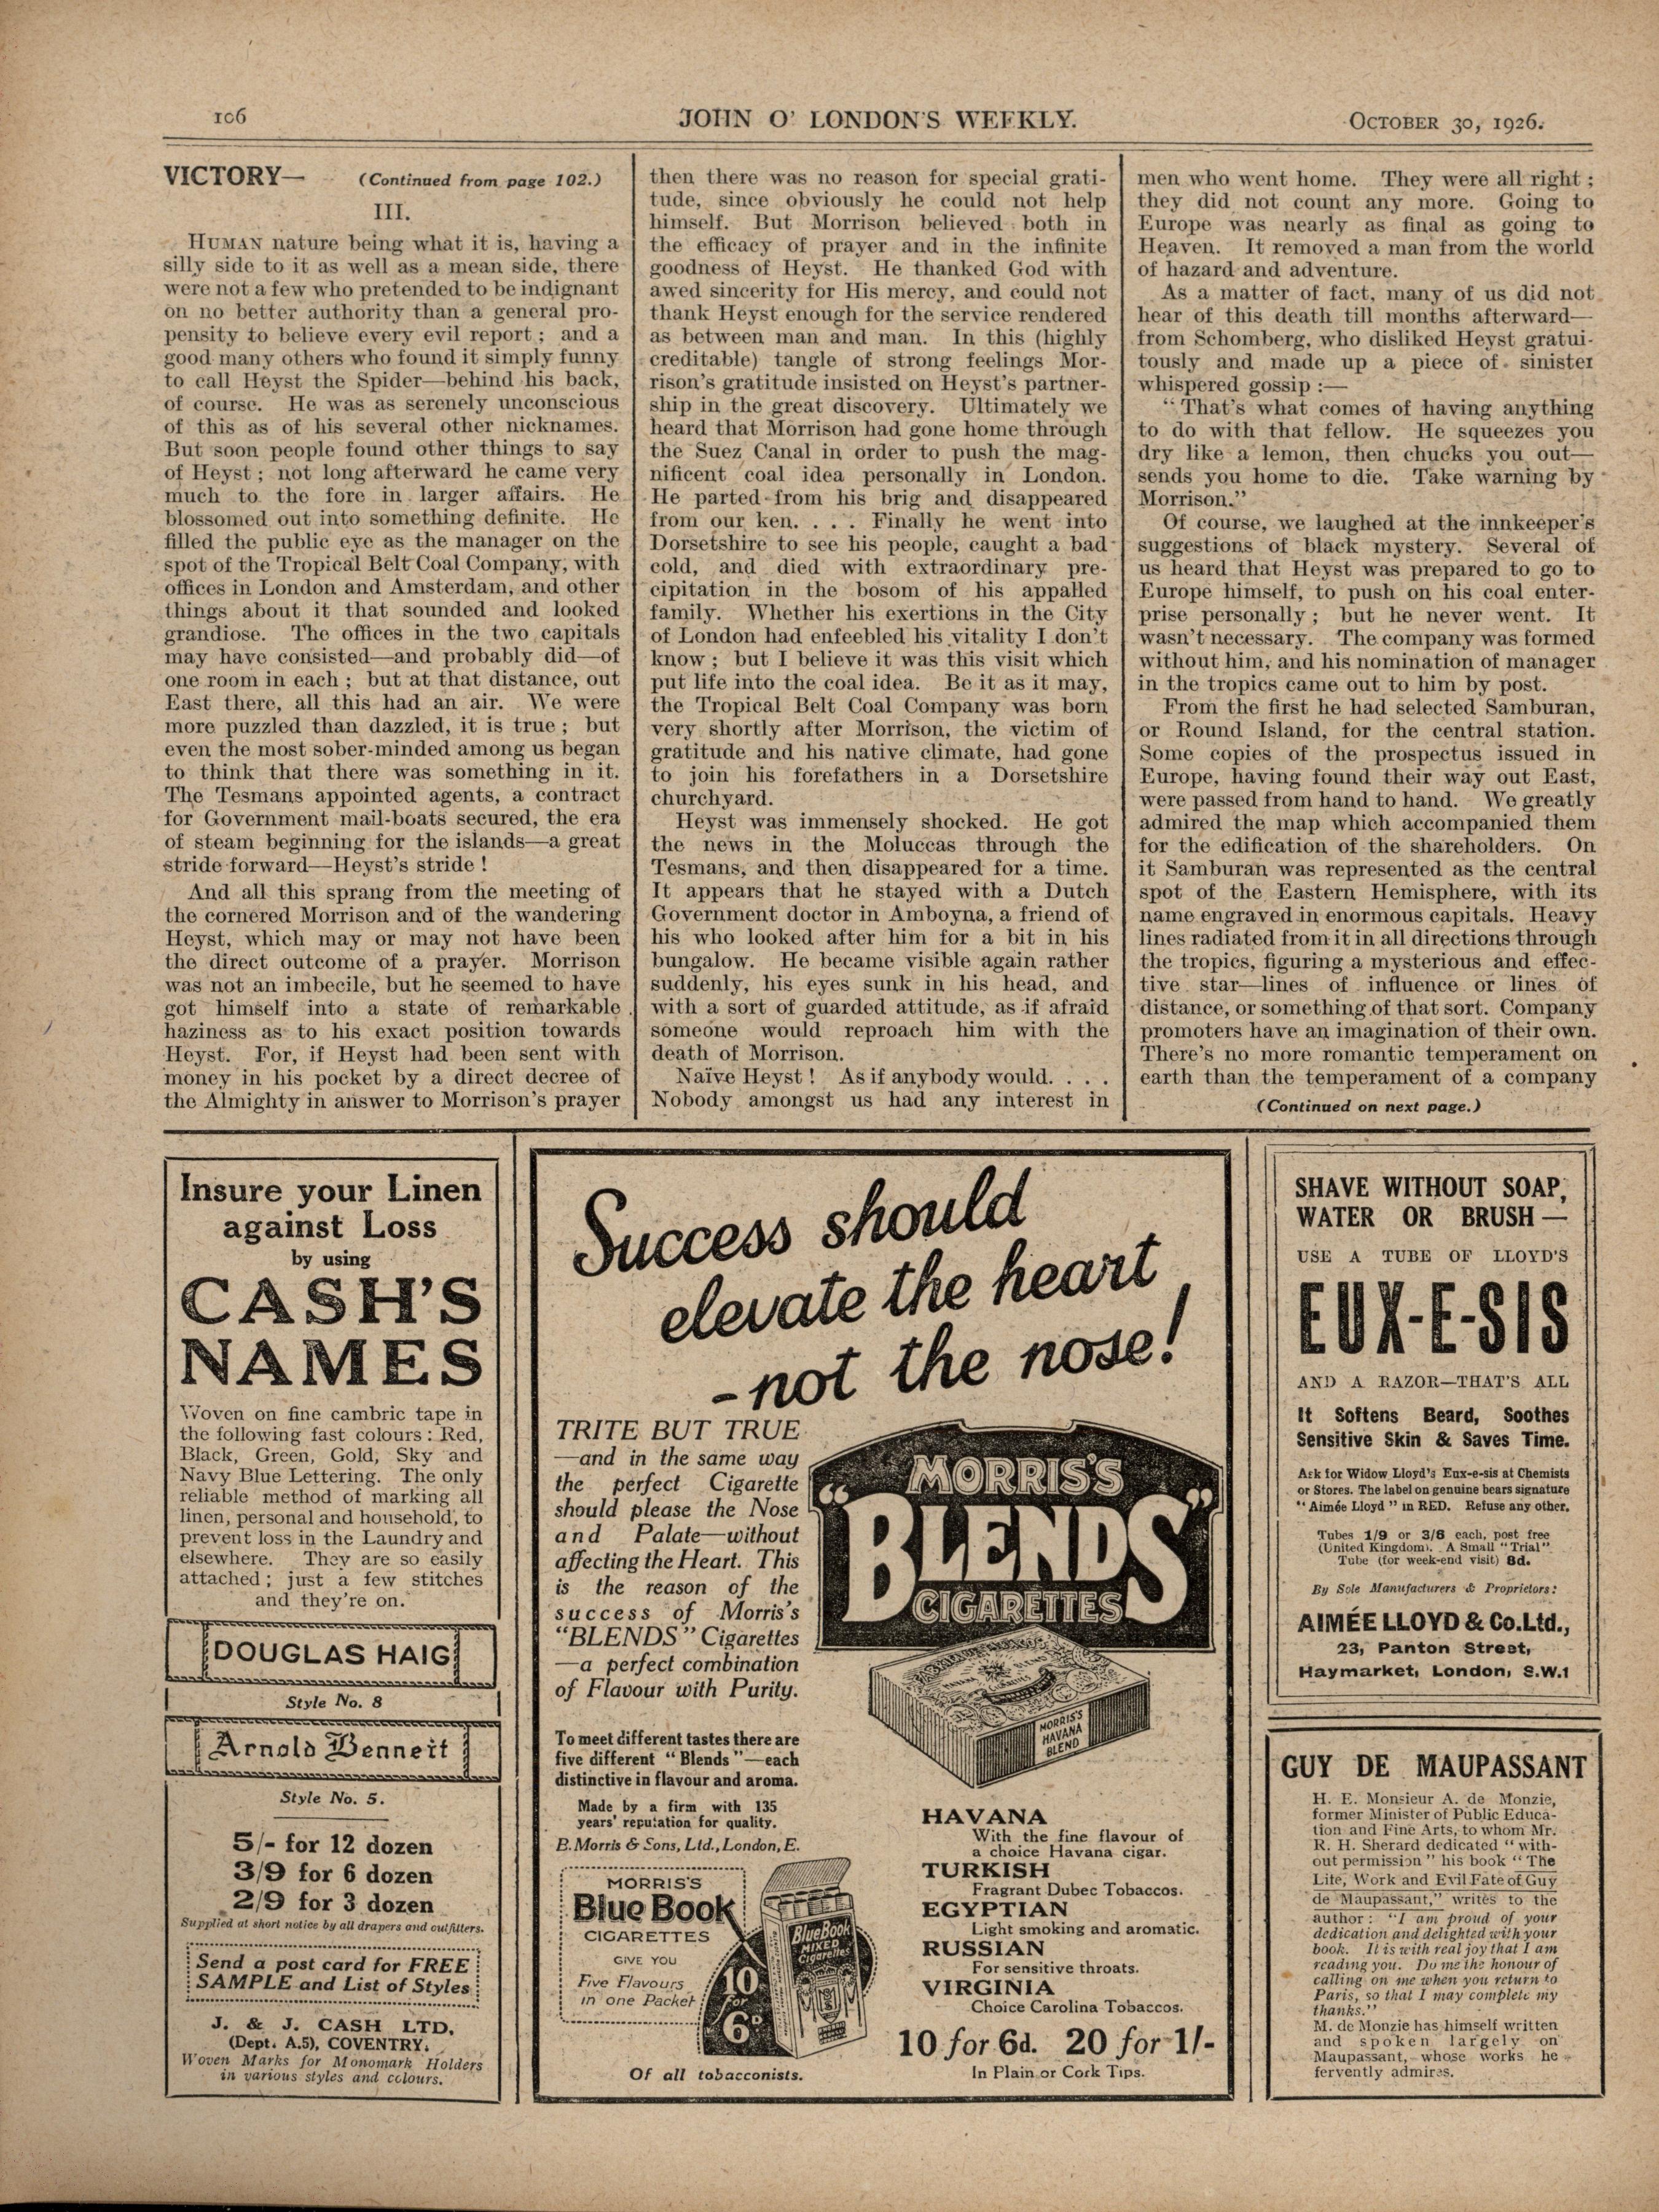 106
JOHN O' LONDON'S WEEKLY.
OCTOBER 30, 1926.
VICTORY— (Continued from page 102.)
III.
HUMAN nature being what it is, having a
silly side to it as well as a mean side, there
were not a few who pretended to be indignant
on no better authority than a general pro-
pensity to believe every evil report ; and a
good many others who found it simply funny
to call Heyst the Spider—behind his back,
of course. He was as serenely unconscious
of this as of his several other nicknames.
But soon people found other things to say
of Heyst ; not long afterward he came very
much to the fore in larger affairs. He
blossomed out into something definite. He
filled the public eye as the manager on the
spot of the Tropical Belt Coal Company, with
offices in London and Amsterdam, and other
things about it that sounded and looked
grandiose. The offices in the two capitals
may have consisted—and probably did—of
one room in each ; but at that distance, out
East there, all this had an air. We were
more puzzled than dazzled, it is true ; but
even the most sober-minded among us began
to think that there was something in it.
The Tesmans appointed agents, a contract
for Government mail-boats secured, the era
of steam beginning for the islands—a great
stride forward—Heyst's stride !
And all this sprang from the meeting of
the cornered Morrison and of the wandering
Heyst, which may or may not have been
the direct outcome of a prayer. Morrison
was not an imbecile, but he seemed to have
got himself into a state of remarkable
haziness as to his exact position towards
Heyst. For, if Heyst had been sent with
money in his pocket by a direct decree of
the Almighty in answer to Morrison's prayer
then there was no reason for special grati-
tude, since obviously he could not help
himself. But Morrison believed both in
the efficacy of prayer and in the infinite
goodness of Heyst. He thanked God with
awed sincerity for His mercy, and could not
thank Heyst enough for the service rendered
as between man and man. In this (highly
creditable) tangle of strong feelings Mor-
rison's gratitude insisted on Heyst's partner-
ship in the great discovery. Ultimately we
heard that Morrison had gone home through
the Suez Canal in order to push the mag-
nificent coal idea personally in London.
He parted from his brig and disappeared
from our ken. . . . Finally he went into
Dorsetshire to see his people, caught a bad
cold, and died with extraordinary pre-
cipitation in the bosom of his appalled
family. Whether his exertions in the City
of London had enfeebled his vitality I don't
know ; but I believe it was this visit which
put life into the coal idea. Be it as it may,
the Tropical Belt Coal Company was born
very shortly after Morrison, the victim of
gratitude and his native climate, had gone
to join his forefathers in a Dorsetshire
churchyard.
Heyst was immensely shocked. He got
the news in the Moluccas through the
Tesmans, and then disappeared for a time.
It appears that he stayed with a Dutch
Government doctor in Amboyna, a friend of
his who looked after him for a bit in his
bungalow. He became visible again rather
suddenly, his eyes sunk in his head, and
with a sort of guarded attitude, as if afraid
someone would reproach him with the
death of Morrison.
Naïve Heyst ! As if anybody would. . . .
Nobody amongst us had any interest in
men who went home. They were all right ;
they did not count any more. Going to
Europe was nearly as final as going to
Heaven. It removed a man from the world
of hazard and adventure.
As a matter of fact, many of us did not
hear of this death till months afterward—
from Schomberg, who disliked Heyst gratui-
tously and made up a piece of sinister
whispered gossip :—
" That's what comes of having anything
to do with that fellow. He squeezes you
dry like a lemon, then chucks you out—
sends you home to die. Take warning by
Morrison."
Of course, we laughed at the innkeeper's
suggestions of black mystery. Several of
us heard that Heyst was prepared to go to
Europe himself, to push on his coal enter-
prise personally ; but he never went. It
wasn't necessary. The company was formed
without him, and his nomination of manager
in the tropics came out to him by post.
From the first he had selected Samburan,
or Round Island, for the central station.
Some copies of the prospectus issued in
Europe, having found their way out East,
were passed from hand to hand. We greatly
admired the map which accompanied them
for the edification of the shareholders. On
it Samburan was represented as the central
spot of the Eastern Hemisphere, with its
name engraved in enormous capitals. Heavy
lines radiated from it in all directions through
the tropics, figuring a mysterious and effec-
tive star—lines of influence or lines of
distance, or something of that sort. Company
promoters have an imagination of their own.
There's no more romantic temperament on
earth than the temperament of a company
(Continued on next page.)
Insure your Linen
against Loss
by using
CASH'S
NAMES
Woven on fine cambric tape in
the following fast colours : Red,
Black, Green, Gold, Sky and
Navy Blue Lettering. The only
reliable method of marking all
linen, personal and household, to
prevent loss in the Laundry and
elsewhere. They are so easily
attached ; just a few stitches
and they're on.
DOUGLAS HAIG
Style No. 8
Arnold Bennett
Style No. 5.
5/- for 12 dozen
3/9 for 6 dozen
2/9 for 3 dozen
Supplied at short notice by all drapers and outfitters.
Send a post card for FREE
SAMPLE and List of Styles
J. & J. CASH LTD.
(Dept. A.5), COVENTRY.
Woven Marks for Monomark Holders
in various styles and colours.
Success should
elevate the heart,
- not the nose!
TRITE BUT TRUE
—and in the same way
the perfect Cigarette
should please the Nose
and Palate—without
affecting the Heart. This
is the reason of the
success of Morris's
"BLENDS" Cigarettes
—a perfect combination
of Flavour with Purity.
To meet different tastes there are
five different "Blends"—each
distinctive in flavour and aroma.
Made by a firm with 135
years' reputation for quality.
B. Morris & Sons, Ltd., London, E.
MORRIS'S
Blue Book
CIGARETTES
GIVE YOU
Five Flavours
in one Packet
10
for
6D
Blue Book
MIXED
Cigarettes
Of all tobacconists.
MORRIS'S
"BLENDS"
CIGARETTES
MORRIS'S
HAVANA
BLEND
HAVANA
With the fine flavour of
a choice Havana cigar.
TURKISH
Fragrant Dubec Tobaccos.
EGYPTIAN
Light smoking and aromatic.
RUSSIAN
For sensitive throats.
VIRGINIA
Choice Carolina Tobaccos.
10 for 6d. 20 for 1/-
In Plain or Cork Tips.
SHAVE WITHOUT SOAP,
WATER OR BRUSH—
USE A TUBE OF LLOYD'S
EUX-E-SIS
AND A RAZOR—THAT'S ALL
It Softens Beard, Soothes
Sensitive Skin & Saves Time.
Ask for Widow Lloyd's Eux-e-sis at Chemists
or Stores. The label on genuine bears signature
"Aimée Lloyd" in RED. Refuse any other.
Tubes 1/9 or 3/6 each, post free
(United Kingdom). A Small "Trial"
Tube (for week-end visit) 8d.
By Sole Manufacturers & Proprietors:
AIMÉE LLOYD & Co. Ltd.,
23, Panton Street,
Haymarket, London, S.W.1
GUY DE MAUPASSANT
H. E. Monsieur A. de Monzie,
former Minister of Public Educa-
tion and Fine Arts, to whom Mr.
R. H. Sherard dedicated "with-
out permission" his book "The
Life, Work and Evil Fate of Guy
de Maupassant," writes to the
author : "I am proud of your
dedication and delighted with your
book. It is with real joy that I am
reading you. Do me the honour of
calling on me when you return to
Paris, so that I may complete my
thanks."
M. de Monzie has himself written
and spoken largely on
Maupassant, whose works he
fervently admires.